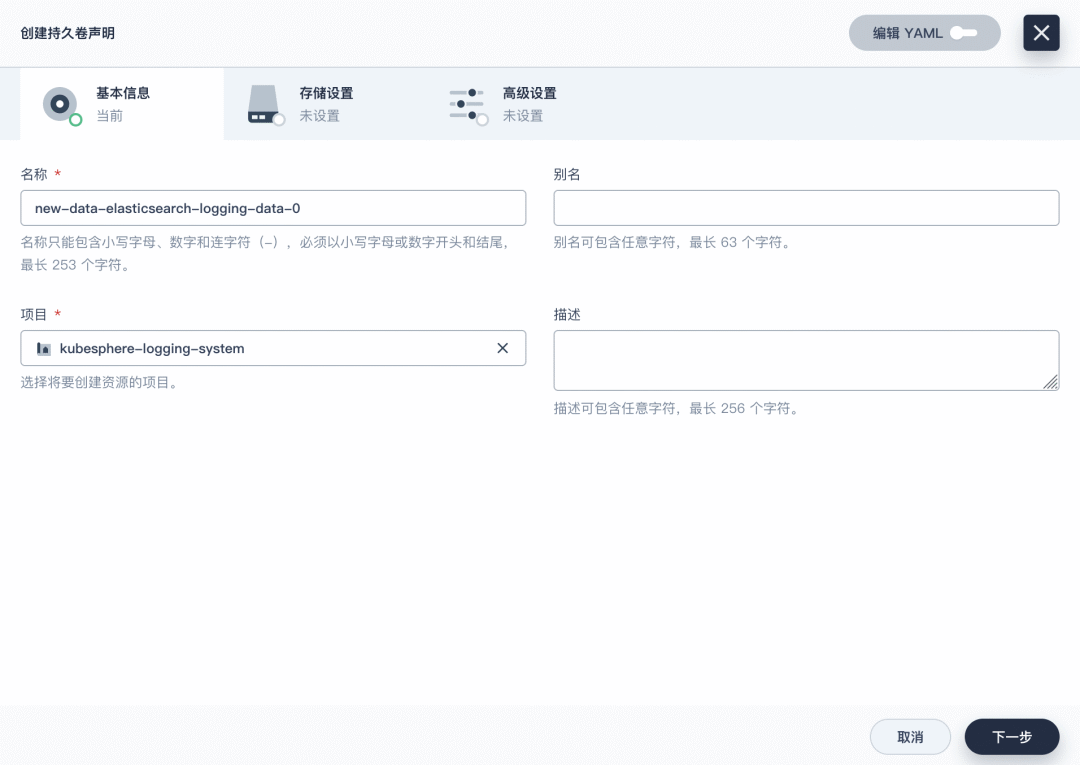 创建持久卷声明
编辑 YAML
基本信息
当前
存储设置
未设置
高级设置
未设置
名称 *
new-data-elasticsearch-logging-data-0
名称只能包含小写字母、数字和连字符（-），必须以小写字母或数字开头和结尾，
最长 253 个字符。
别名
别名可包含任意字符，最长 63 个字符。
项目 *
kubesphere-logging-system
选择将要创建资源的项目。
描述
描述可包含任意字符，最长 256 个字符。
取消
下一步